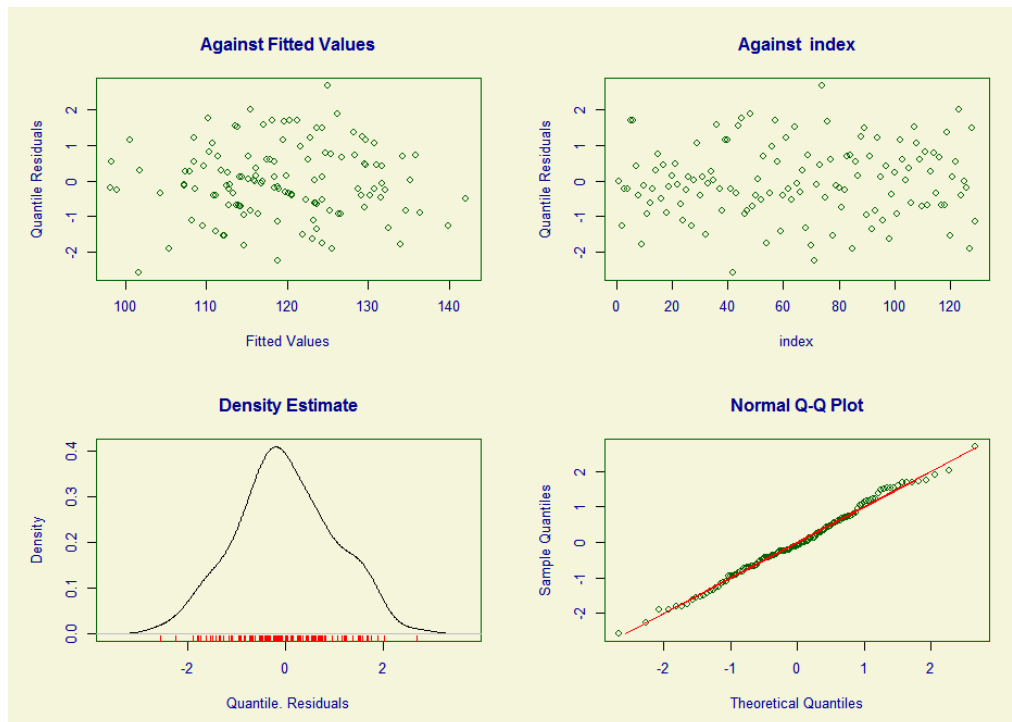 Against Fitted Values
Quantile Residuals
2
1
0
-1
-2
100 110 120 130 140
Fitted Values
Against index
Quantile Residuals
2
1
0
-1
-2
0 20 40 60 80 100 120
index
Density Estimate
Density
0.4
0.3
0.2
0.1
0.0
-2 0 2
Quantile. Residuals
Normal Q-Q Plot
Sample Quantiles
2
1
0
-1
-2
-2 -1 0 1 2
Theoretical Quantiles